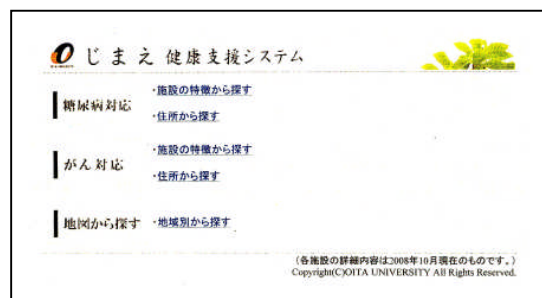 じまえ 健康支援システム
糖尿病対応
・施設の特徴から探す
・住所から探す
がん対応
・施設の特徴から探す
・住所から探す
地図から探す ・地域別から探す
（各施設の詳細内容は2008年10月現在のものです。）
Copyright(C)OITA UNIVERSITY All Rights Reserved.